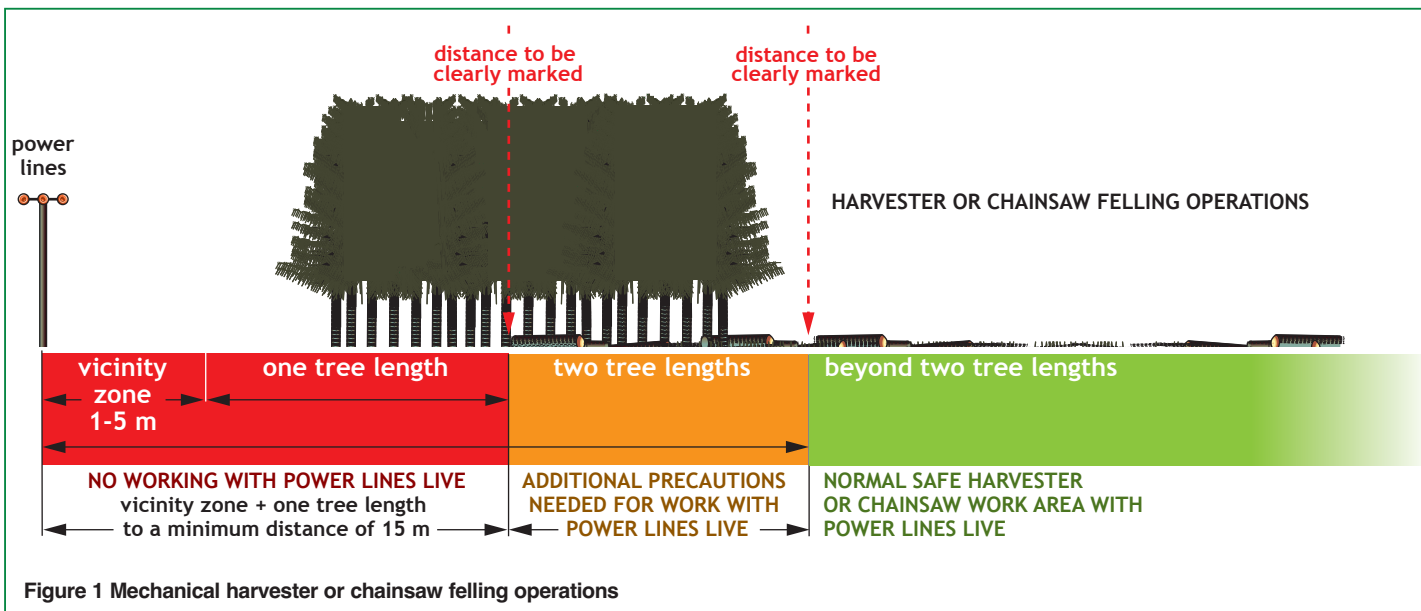 distance to be
clearly marked
distance to be
clearly marked
power
lines
HARVESTER OR CHAINSAW FELLING OPERATIONS
vicinity
zone
1-5 m
one tree length
two tree lengths
beyond two tree lengths
NO WORKING WITH POWER LINES LIVE
vicinity zone + one tree length
to a minimum distance of 15 m
ADDITIONAL PRECAUTIONS
NEEDED FOR WORK WITH
POWER LINES LIVE
NORMAL SAFE HARVESTER
OR CHAINSAW WORK AREA WITH
POWER LINES LIVE
Figure 1 Mechanical harvester or chainsaw felling operations